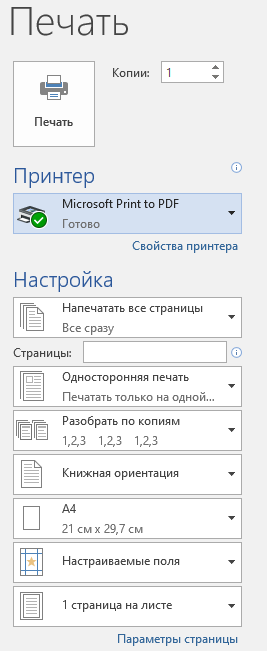 Печать
Копии: 1
Печать
Принтер
Microsoft Print to PDF
Готово
Свойства принтера
Настройка
Напечатать все страницы
Все сразу
Страницы:
Односторонняя печать
Печатать только на одной...
Разобрать по копиям
1,2,3 1,2,3 1,2,3
Книжная ориентация
A4
21 см x 29,7 см
Настраиваемые поля
1 страница на листе
Параметры страницы